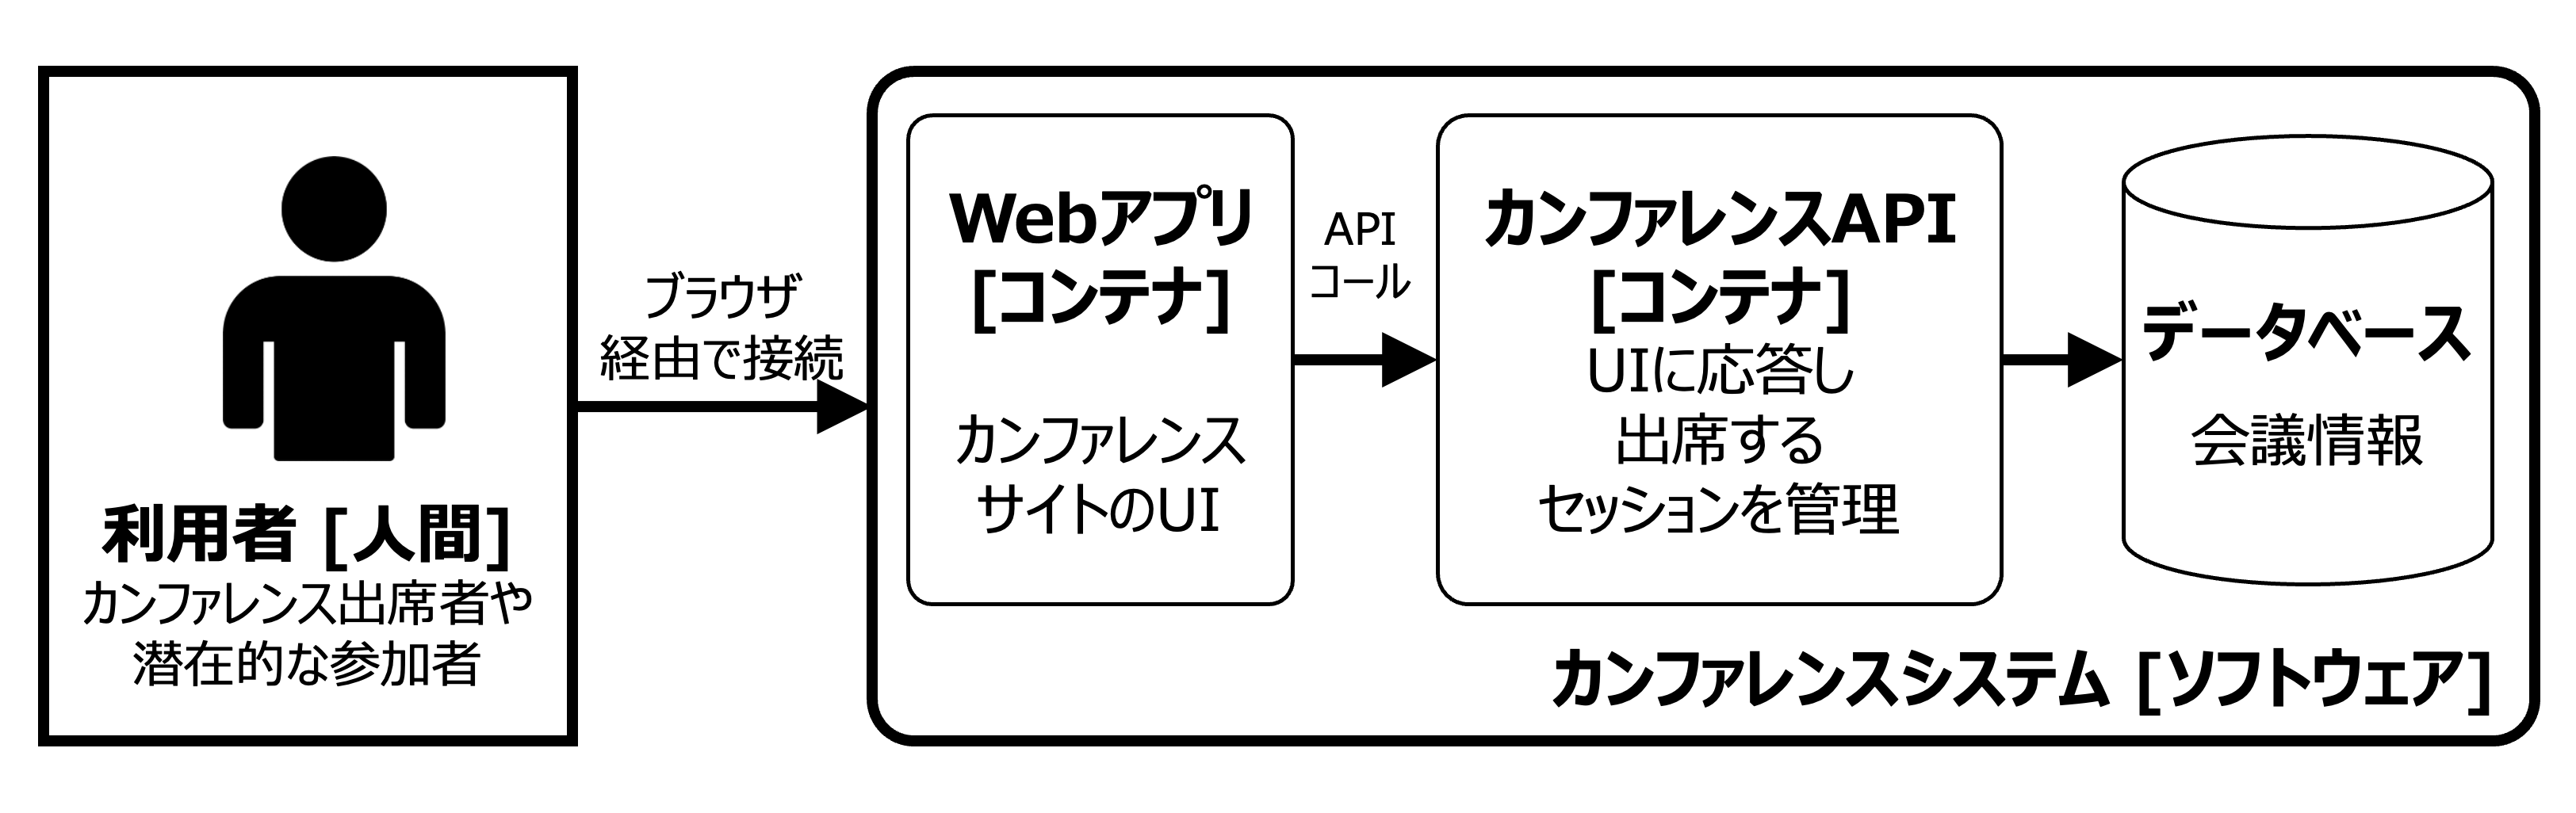 利用者 [人間]
カンファレンス出席者や
潜在的な参加者
ブラウザ
経由で接続
Webアプリ
[コンテナ]
カンファレンス
サイトのUI
API
コール
カンファレンスAPI
[コンテナ]
UIに応答し
出席する
セッションを管理
データベース
会議情報
カンファレンスシステム [ソフトウェア]